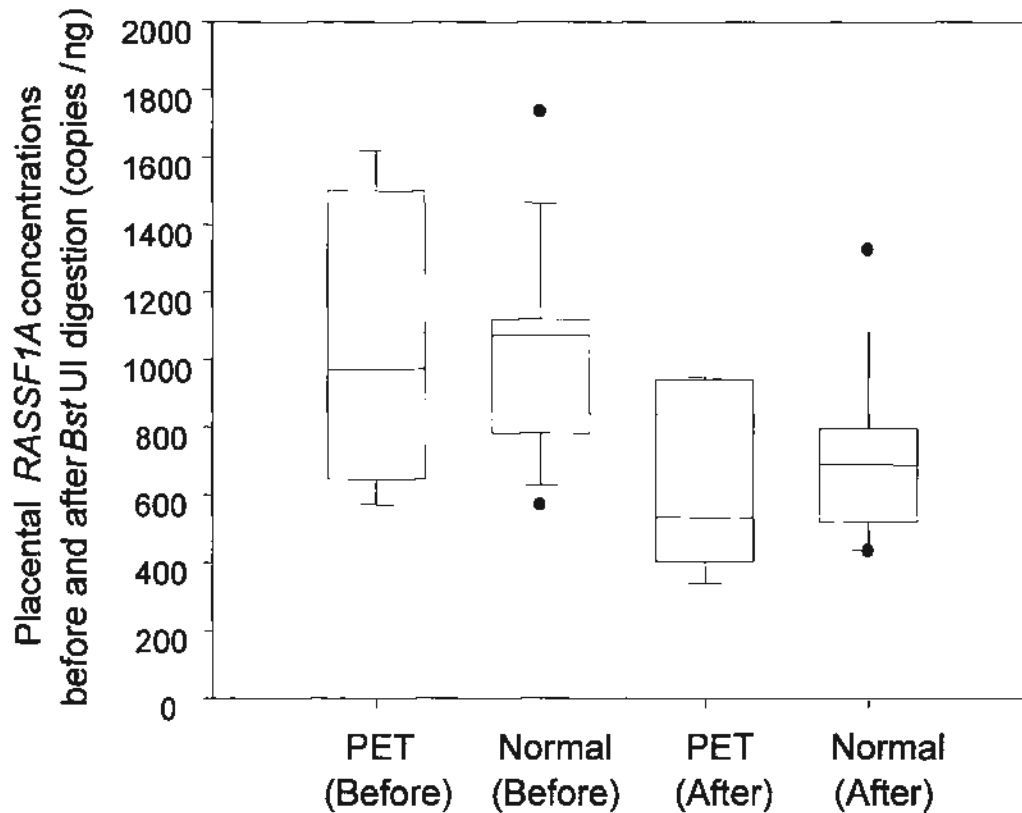 Placental RASSF1A concentrations
before and after Bst UI digestion (copies / ng)
2000
1800
1600
1400
1200
1000
800
600
400
200
0
PET
(Before)
Normal
(Before)
PET
(After)
Normal
(After)